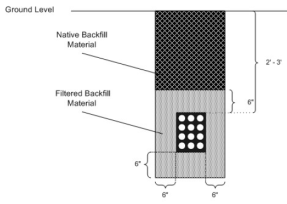 Ground Level
Native Backfill
Material
2' - 3'
Filtered Backfill
Material
6"
6"
6"
6"